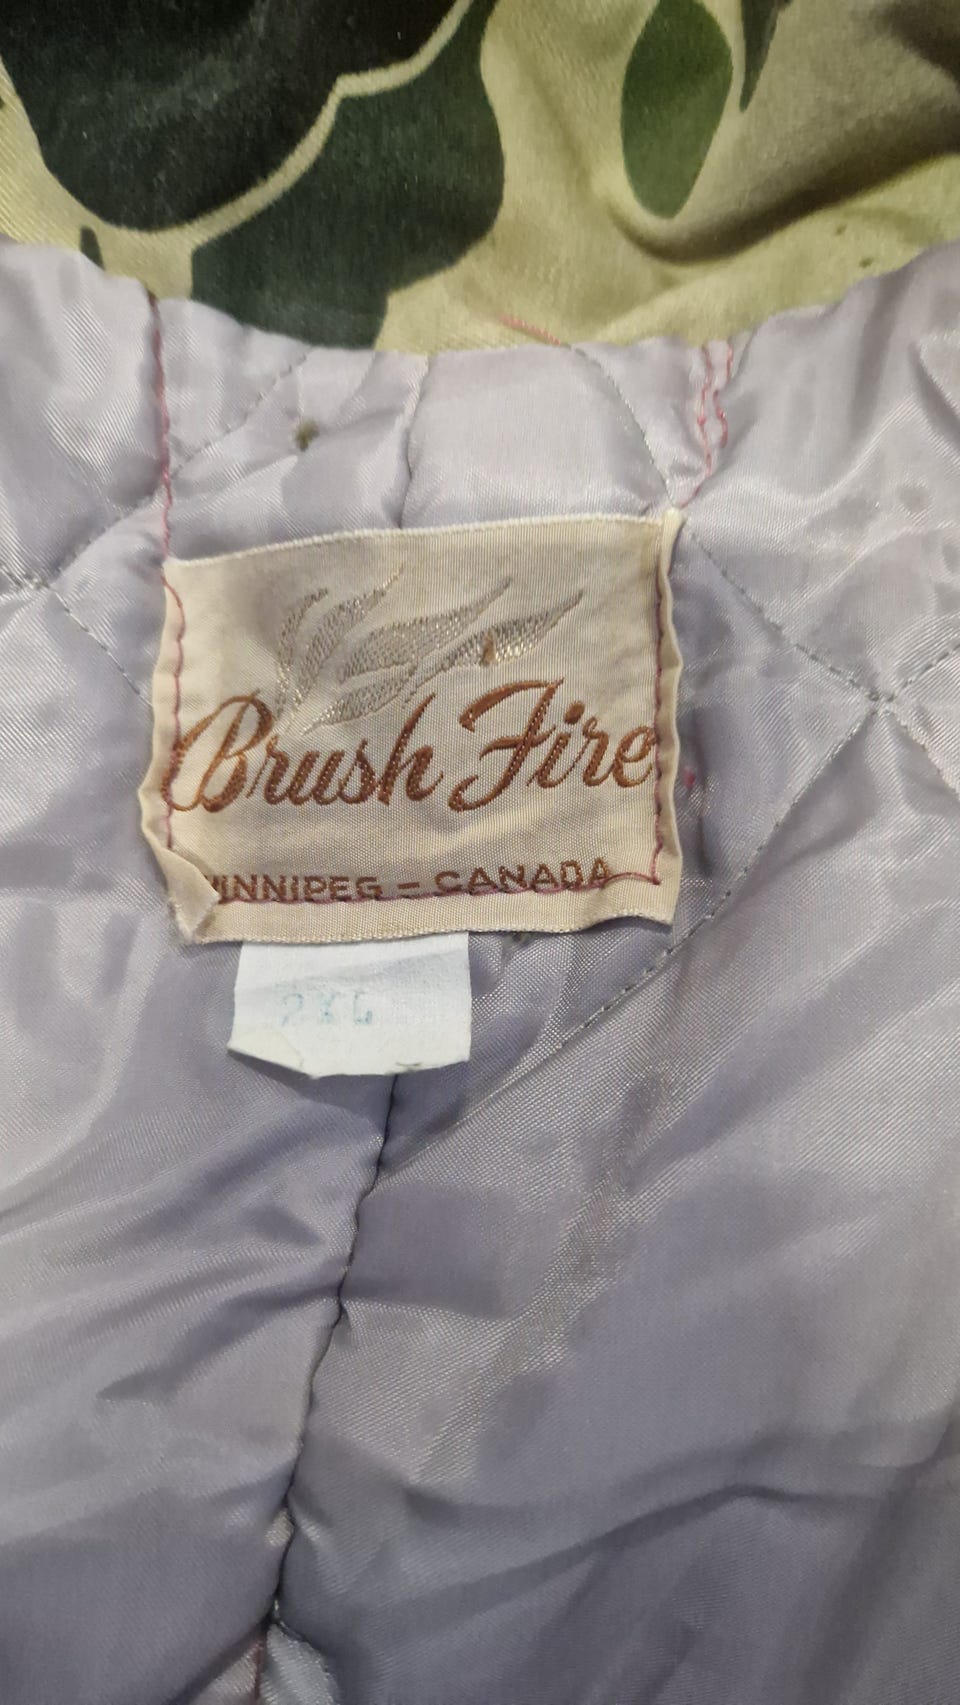 Brush Fire
WINNIPEG - CANADA
2XL